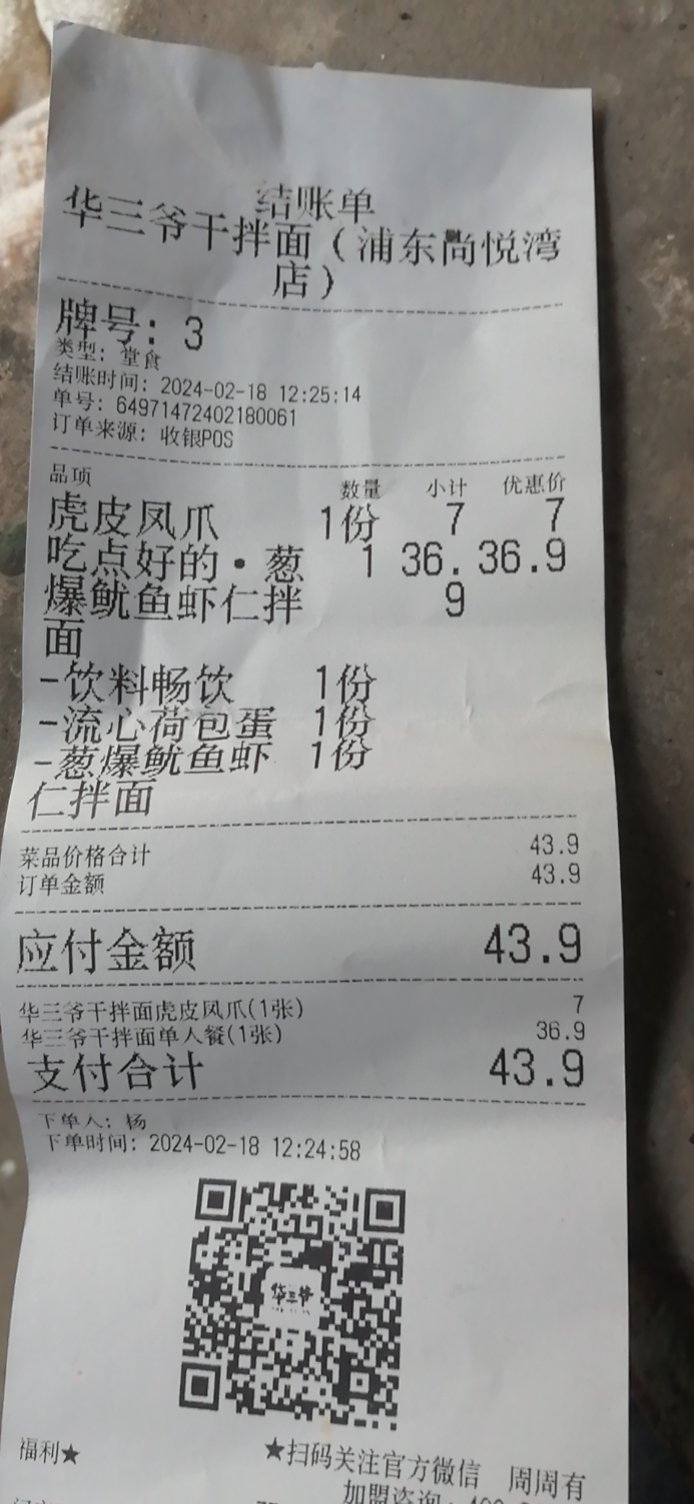 结账单
华三爷干拌面（浦东尚悦湾
店）
牌号: 3
类型: 堂食
结账时间: 2024-02-18 12:25:14
单号: 64971472402180061
订单来源: 收银POS
品项 数量 小计 优惠价
虎皮凤爪 1份 7 7
吃点好的·葱 1 36. 36.9
爆鱿鱼虾仁拌 9
面
-饮料畅饮 1份
-流心荷包蛋 1份
-葱爆鱿鱼虾 1份
仁拌面
菜品价格合计 43.9
订单金额 43.9
应付金额 43.9
华三爷干拌面虎皮凤爪(1张) 7
华三爷干拌面单人餐(1张) 36.9
支付合计 43.9
下单人: 杨
下单时间: 2024-02-18 12:24:58
华三爷
福利★ ★扫码关注官方微信 周周有
加盟咨询: 400